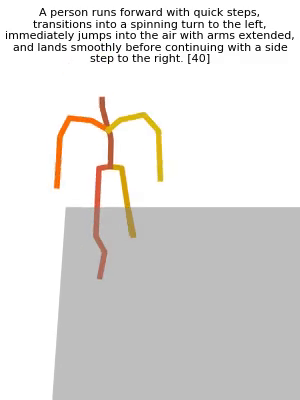 A person runs forward with quick steps,
transitions into a spinning turn to the left,
immediately jumps into the air with arms extended,
and lands smoothly before continuing with a side
step to the right. [40]